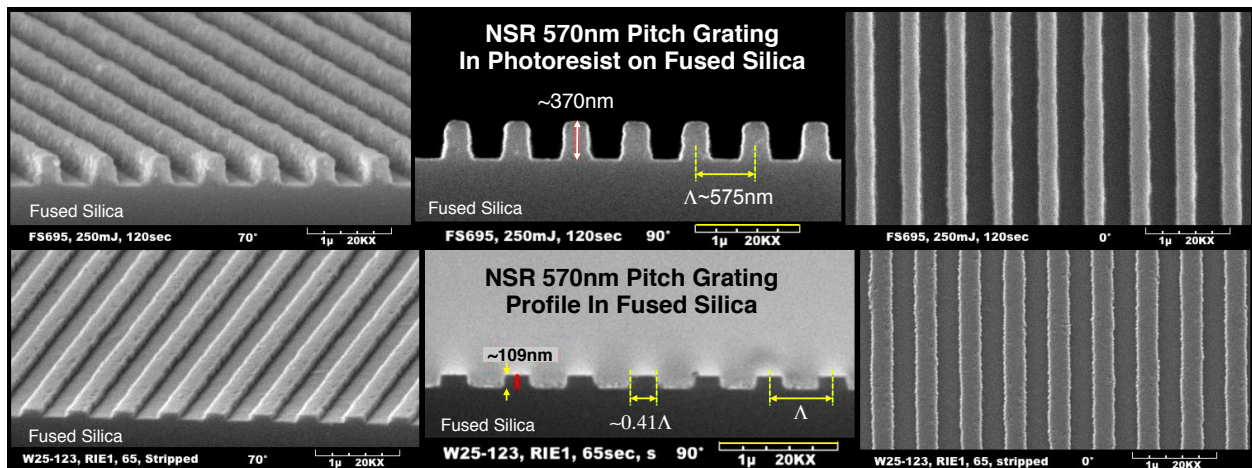 Fused Silica
FS695, 250mJ, 120sec 70° 1µ 20KX
NSR 570nm Pitch Grating
In Photoresist on Fused Silica
~370nm
Λ~575nm
Fused Silica
FS695, 250mJ, 120sec 90° 1µ 20KX
FS695, 250mJ, 120sec 0° 1µ 20KX
Fused Silica
W25-123, RIE1, 65, Stripped 70° 1µ 20KX
NSR 570nm Pitch Grating
Profile In Fused Silica
~109nm
~0.41Λ
Λ
Fused Silica
W25-123, RIE1, 65sec, s 90° 1µ 20KX
W25-123, RIE1, 65, stripped 0° 1µ 20KX